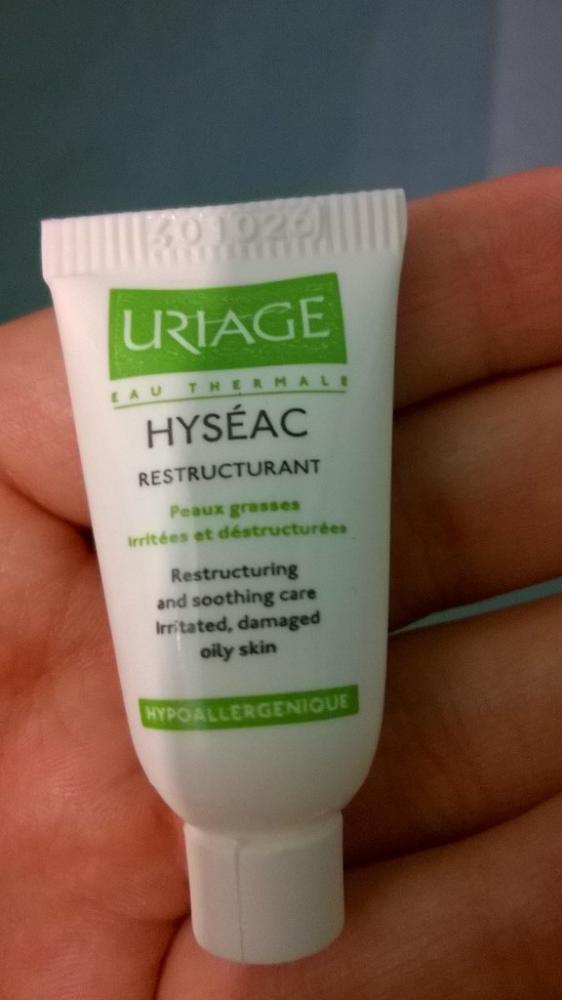 URIAGE
EAU THERMALE
HYSÉAC
RESTRUCTURANT
Peaux grasses
irritées et déstructurées
Restructuring
and soothing care
Irritated, damaged
oily skin
HYPOALLERGENIQUE